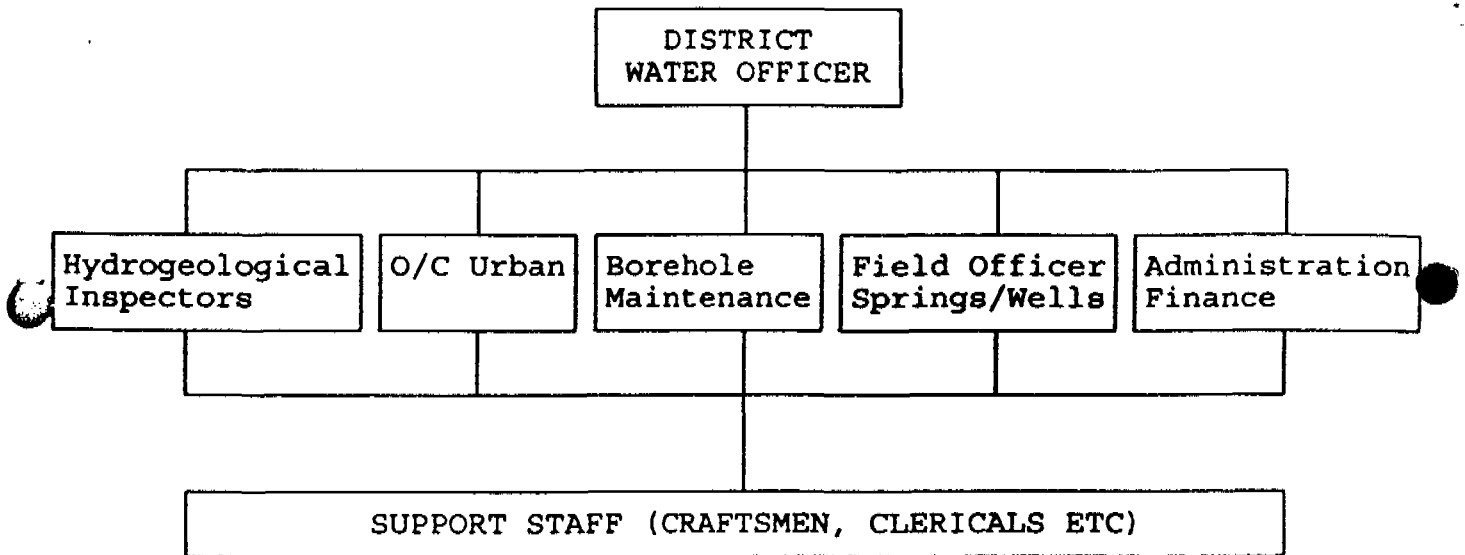 DISTRICT
WATER OFFICER
Hydrogeological
Inspectors
O/C Urban
Borehole
Maintenance
Field Officer
Springs/Wells
Administration
Finance
SUPPORT STAFF (CRAFTSMEN, CLERICALS ETC)